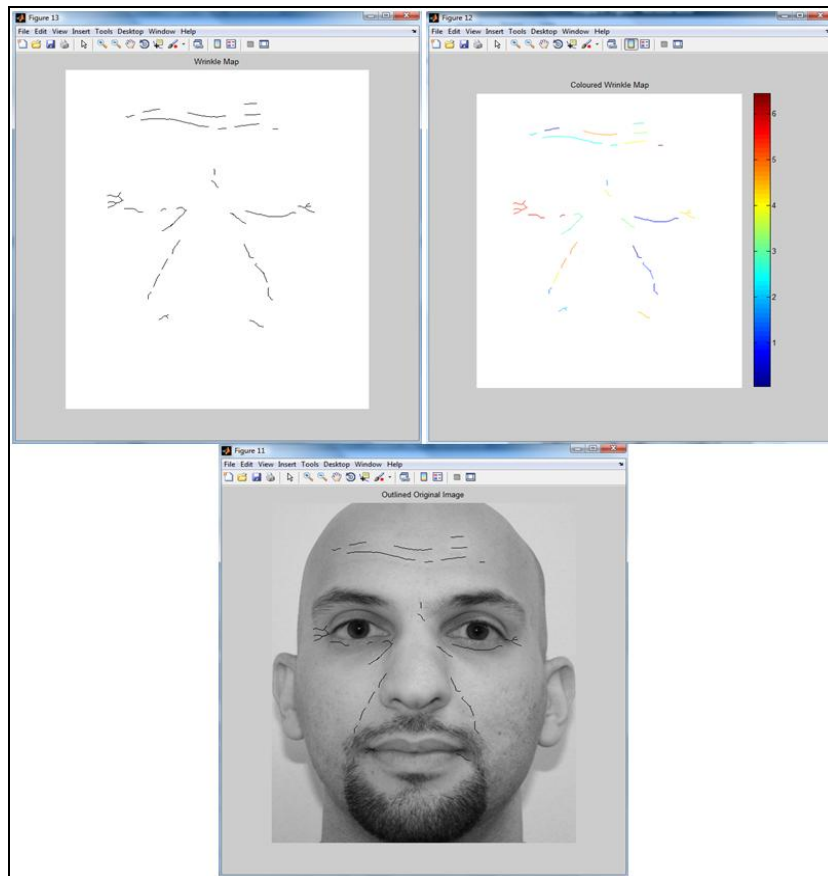 Figure 13
File Edit View Insert Tools Desktop Window Help
Wrinkle Map
Figure 12
File Edit View Insert Tools Desktop Window Help
Coloured Wrinkle Map
6
5
4
3
2
1
Figure 11
File Edit View Insert Tools Desktop Window Help
Outlined Original Image